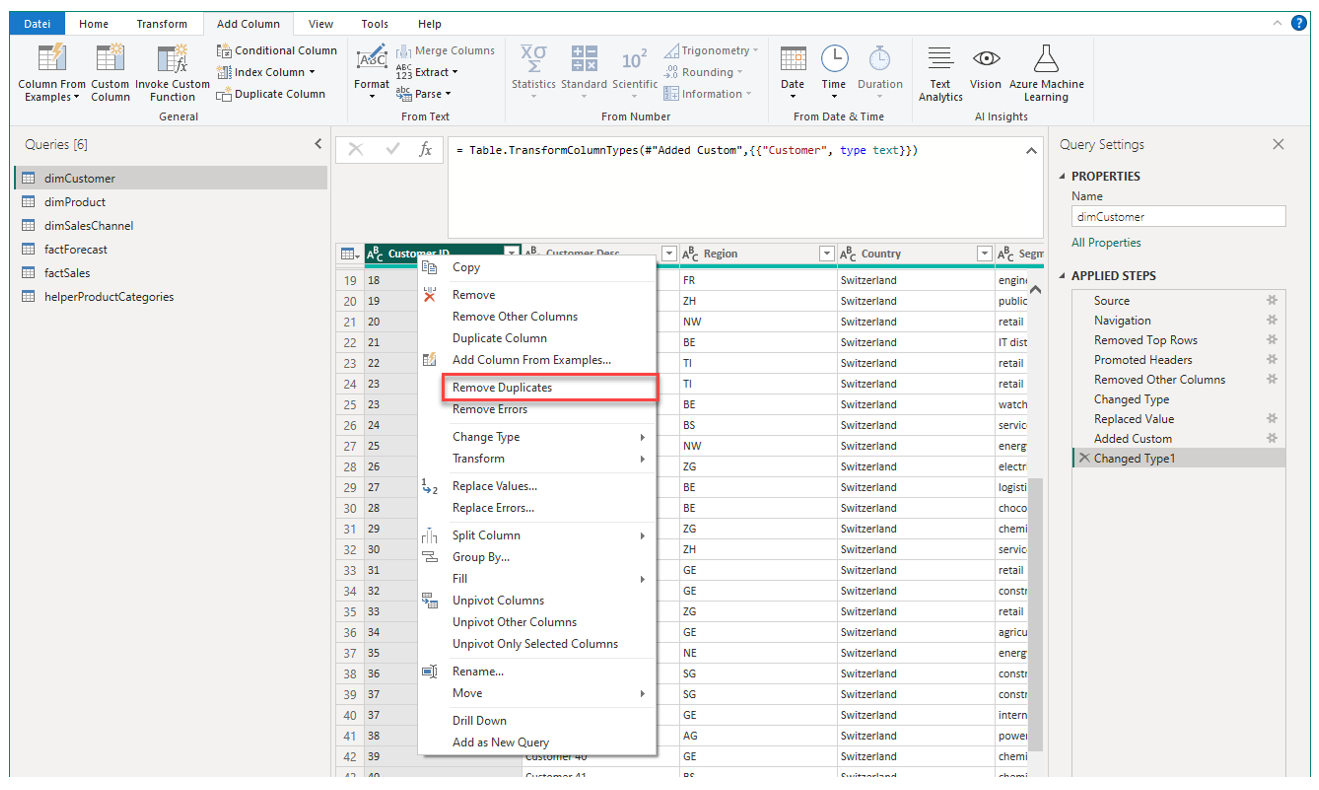 Datei Home Transform Add Column View Tools Help
Column From Examples
Custom Column
Invoke Custom Function
Conditional Column
Index Column
Duplicate Column
General
Format
Merge Columns
ABC 123 Extract
abc Parse
From Text
Statistics
Standard
10² Scientific
Trigonometry
.00 Rounding
Information
From Number
Date
Time
Duration
From Date & Time
Text Analytics
Vision
Azure Machine Learning
AI Insights
Queries [6]
dimCustomer
dimProduct
dimSalesChannel
factForecast
factSales
helperProductCategories
fx = Table.TransformColumnTypes(#"Added Custom",{{"Customer", type text}})
Customer ID Customer Desc Region Country Segm
19 18 FR Switzerland engine
20 19 ZH Switzerland public
21 20 NW Switzerland retail
22 21 BE Switzerland IT dist
23 22 TI Switzerland retail
24 23 TI Switzerland retail
25 23 BE Switzerland watch
26 24 BS Switzerland servic
27 25 NW Switzerland energ
28 26 ZG Switzerland electr
29 27 BE Switzerland logisti
30 28 BE Switzerland choco
31 29 ZG Switzerland chemi
32 30 ZH Switzerland servic
33 31 GE Switzerland retail
34 32 GE Switzerland constr
35 33 ZG Switzerland retail
36 34 GE Switzerland agricu
37 35 NE Switzerland energ
38 36 SG Switzerland constr
39 37 SG Switzerland constr
40 37 GE Switzerland intern
41 38 AG Switzerland power
42 39 Customer 40 GE Switzerland chemi
43 40 Customer 41 BS Switzerland chemi
Copy
Remove
Remove Other Columns
Duplicate Column
Add Column From Examples...
Remove Duplicates
Remove Errors
Change Type
Transform
Replace Values...
Replace Errors...
Split Column
Group By...
Fill
Unpivot Columns
Unpivot Other Columns
Unpivot Only Selected Columns
Rename...
Move
Drill Down
Add as New Query
Query Settings
PROPERTIES
Name
dimCustomer
All Properties
APPLIED STEPS
Source
Navigation
Removed Top Rows
Promoted Headers
Removed Other Columns
Changed Type
Replaced Value
Added Custom
Changed Type1